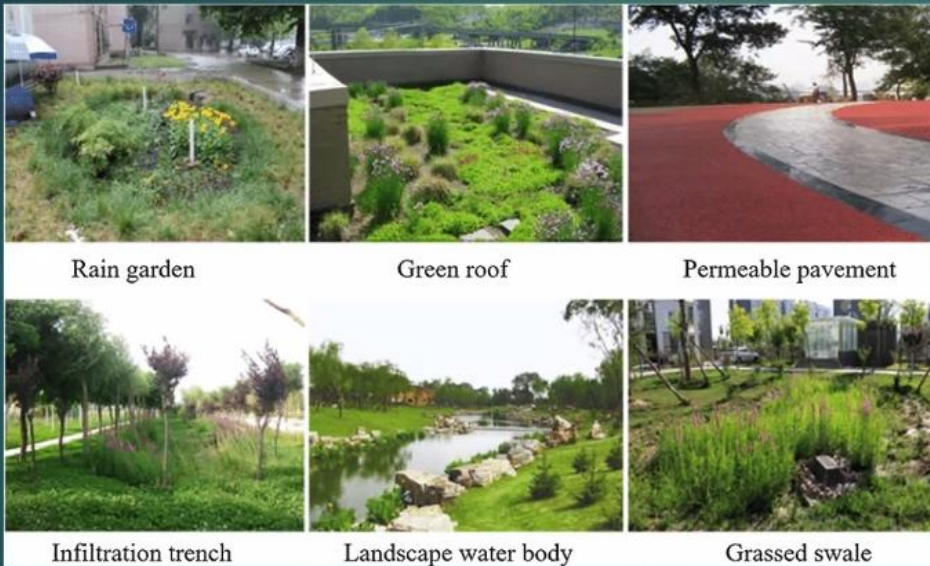 Rain garden
Green roof
Permeable pavement
Infiltration trench
Landscape water body
Grassed swale